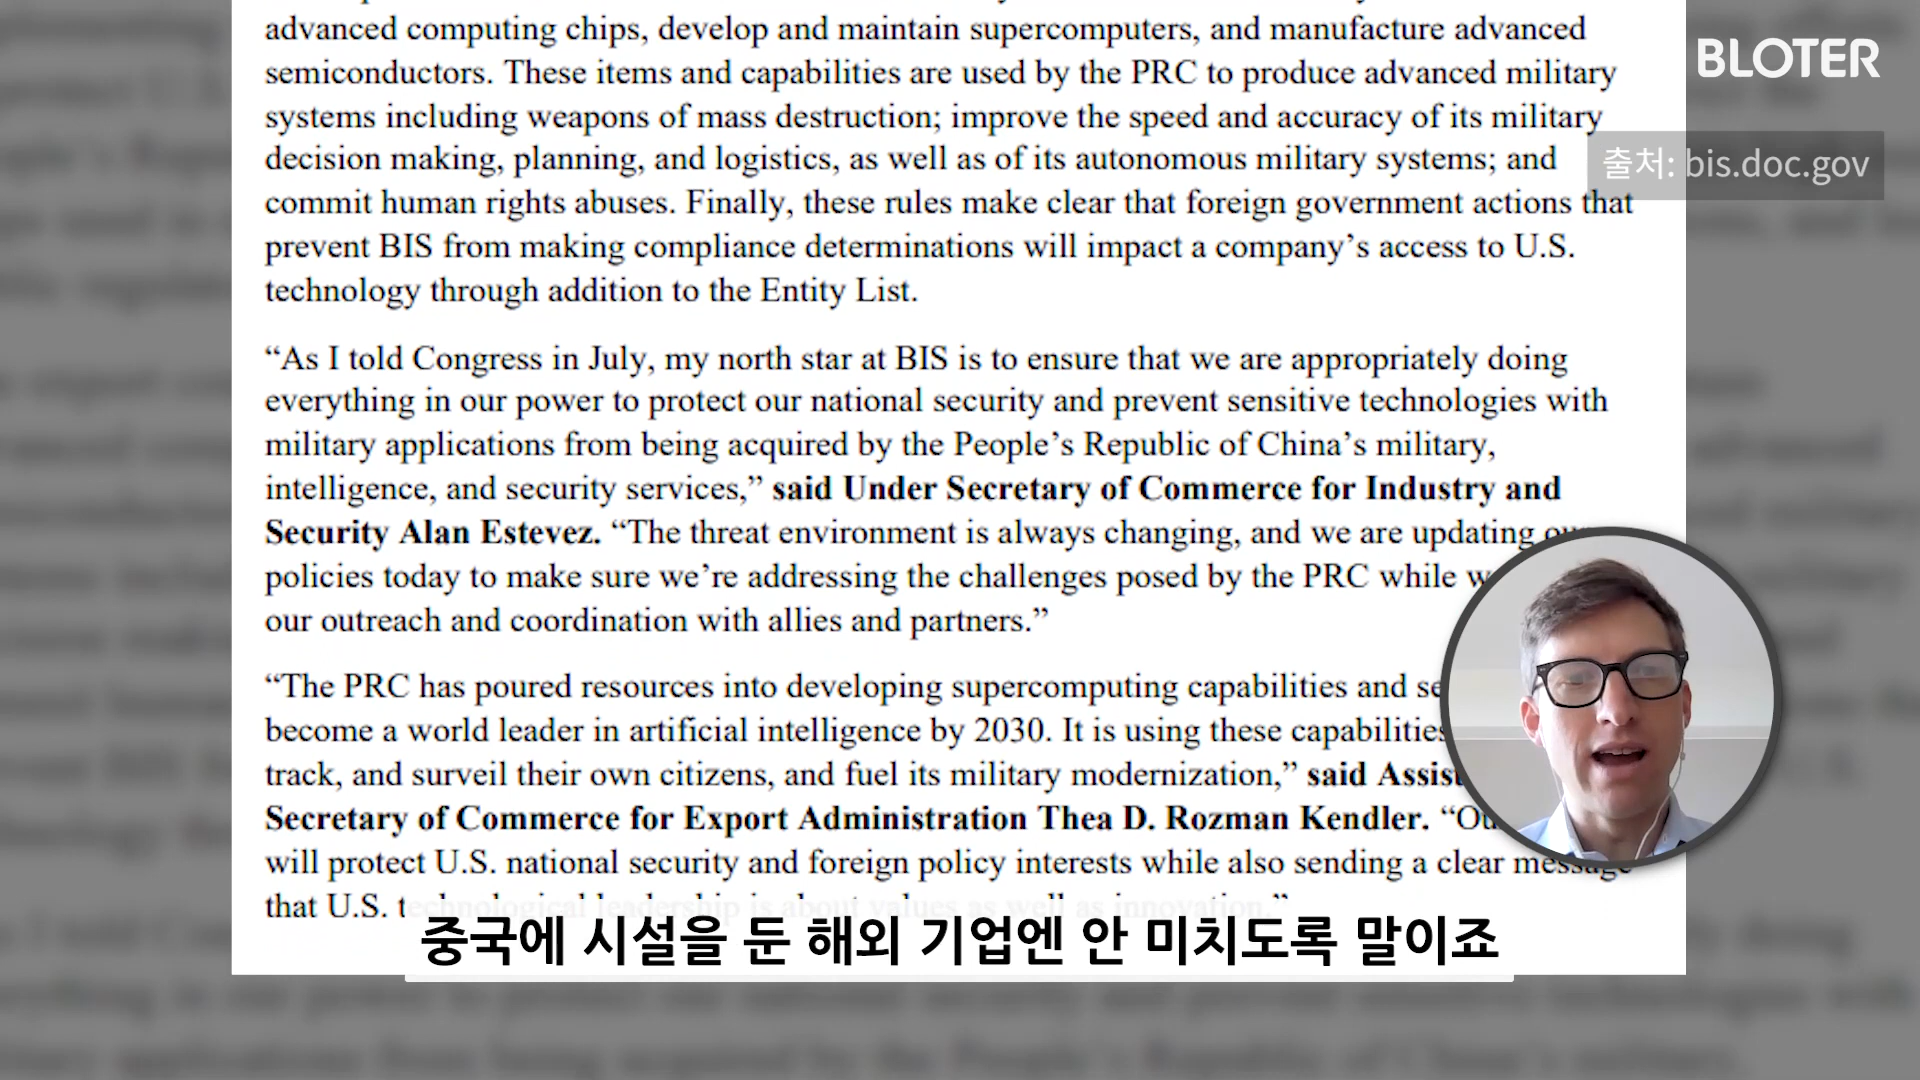 advanced computing chips, develop and maintain supercomputers, and manufacture advanced
BLOTER
semiconductors. These items and capabilities are used by the PRC to produce advanced military
systems including weapons of mass destruction; improve the speed and accuracy of its military
decision making, planning, and logistics, as well as of its autonomous military systems; and
출처: bis.doc.gov
commit human rights abuses. Finally, these rules make clear that foreign government actions that
prevent BIS from making compliance determinations will impact a company’s access to U.S.
technology through addition to the Entity List.
“As I told Congress in July, my north star at BIS is to ensure that we are appropriately doing
everything in our power to protect our national security and prevent sensitive technologies with
military applications from being acquired by the People’s Republic of China’s military,
intelligence, and security services,” said Under Secretary of Commerce for Industry and
Security Alan Estevez. “The threat environment is always changing, and we are updating
policies today to make sure we’re addressing the challenges posed by the PRC while
our outreach and coordination with allies and partners.”
“The PRC has poured resources into developing supercomputing capabilities and
become a world leader in artificial intelligence by 2030. It is using these capabilities
track, and surveil their own citizens, and fuel its military modernization,” said
Secretary of Commerce for Export Administration Thea D. Rozman Kendler. “
will protect U.S. national security and foreign policy interests while also sending a clear message
that U.S. technological leadership is about values as well as innovation.”
중국에 시설을 둔 해외 기업엔 안 미치도록 말이죠